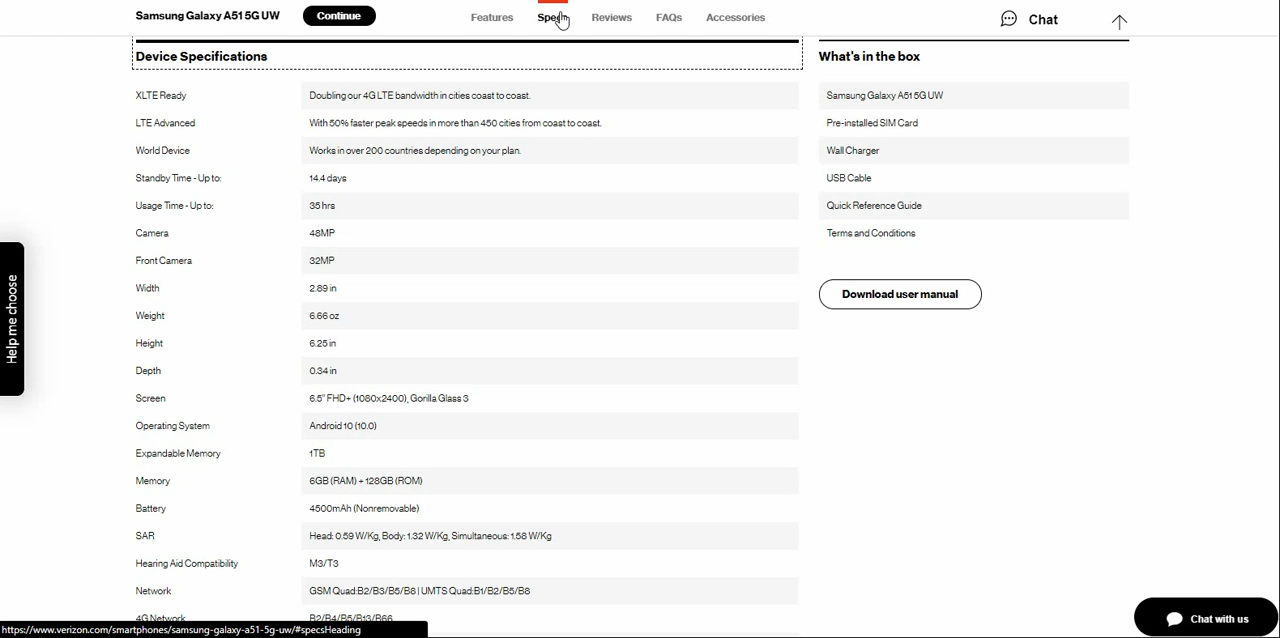 Samsung Galaxy A51 5G UW
Continue
Features
Specs
Reviews
FAQs
Accessories
Chat
Device Specifications
XLTE Ready Doubling our 4G LTE bandwidth in cities coast to coast.
LTE Advanced With 50% faster peak speeds in more than 450 cities from coast to coast.
World Device Works in over 200 countries depending on your plan.
Standby Time - Up to: 14.4 days
Usage Time - Up to: 35 hrs
Camera 48MP
Front Camera 32MP
Width 2.89 in
Weight 6.66 oz
Height 6.25 in
Depth 0.34 in
Screen 6.5" FHD+ (1080x2400), Gorilla Glass 3
Operating System Android 10 (10.0)
Expandable Memory 1TB
Memory 6GB (RAM) + 128GB (ROM)
Battery 4500mAh (Nonremovable)
SAR Head: 0.59 W/Kg, Body: 1.32 W/Kg, Simultaneous: 1.58 W/Kg
Hearing Aid Compatibility M3/T3
Network GSM Quad:B2/B3/B5/B8 | UMTS Quad:B1/B2/B5/B8
4G Network B2/B4/B5/B13/B66
What's in the box
Samsung Galaxy A51 5G UW
Pre-installed SIM Card
Wall Charger
USB Cable
Quick Reference Guide
Terms and Conditions
Download user manual
Help me choose
Chat with us
https://www.verizon.com/smartphones/samsung-galaxy-a51-5g-uw/#specsHeading